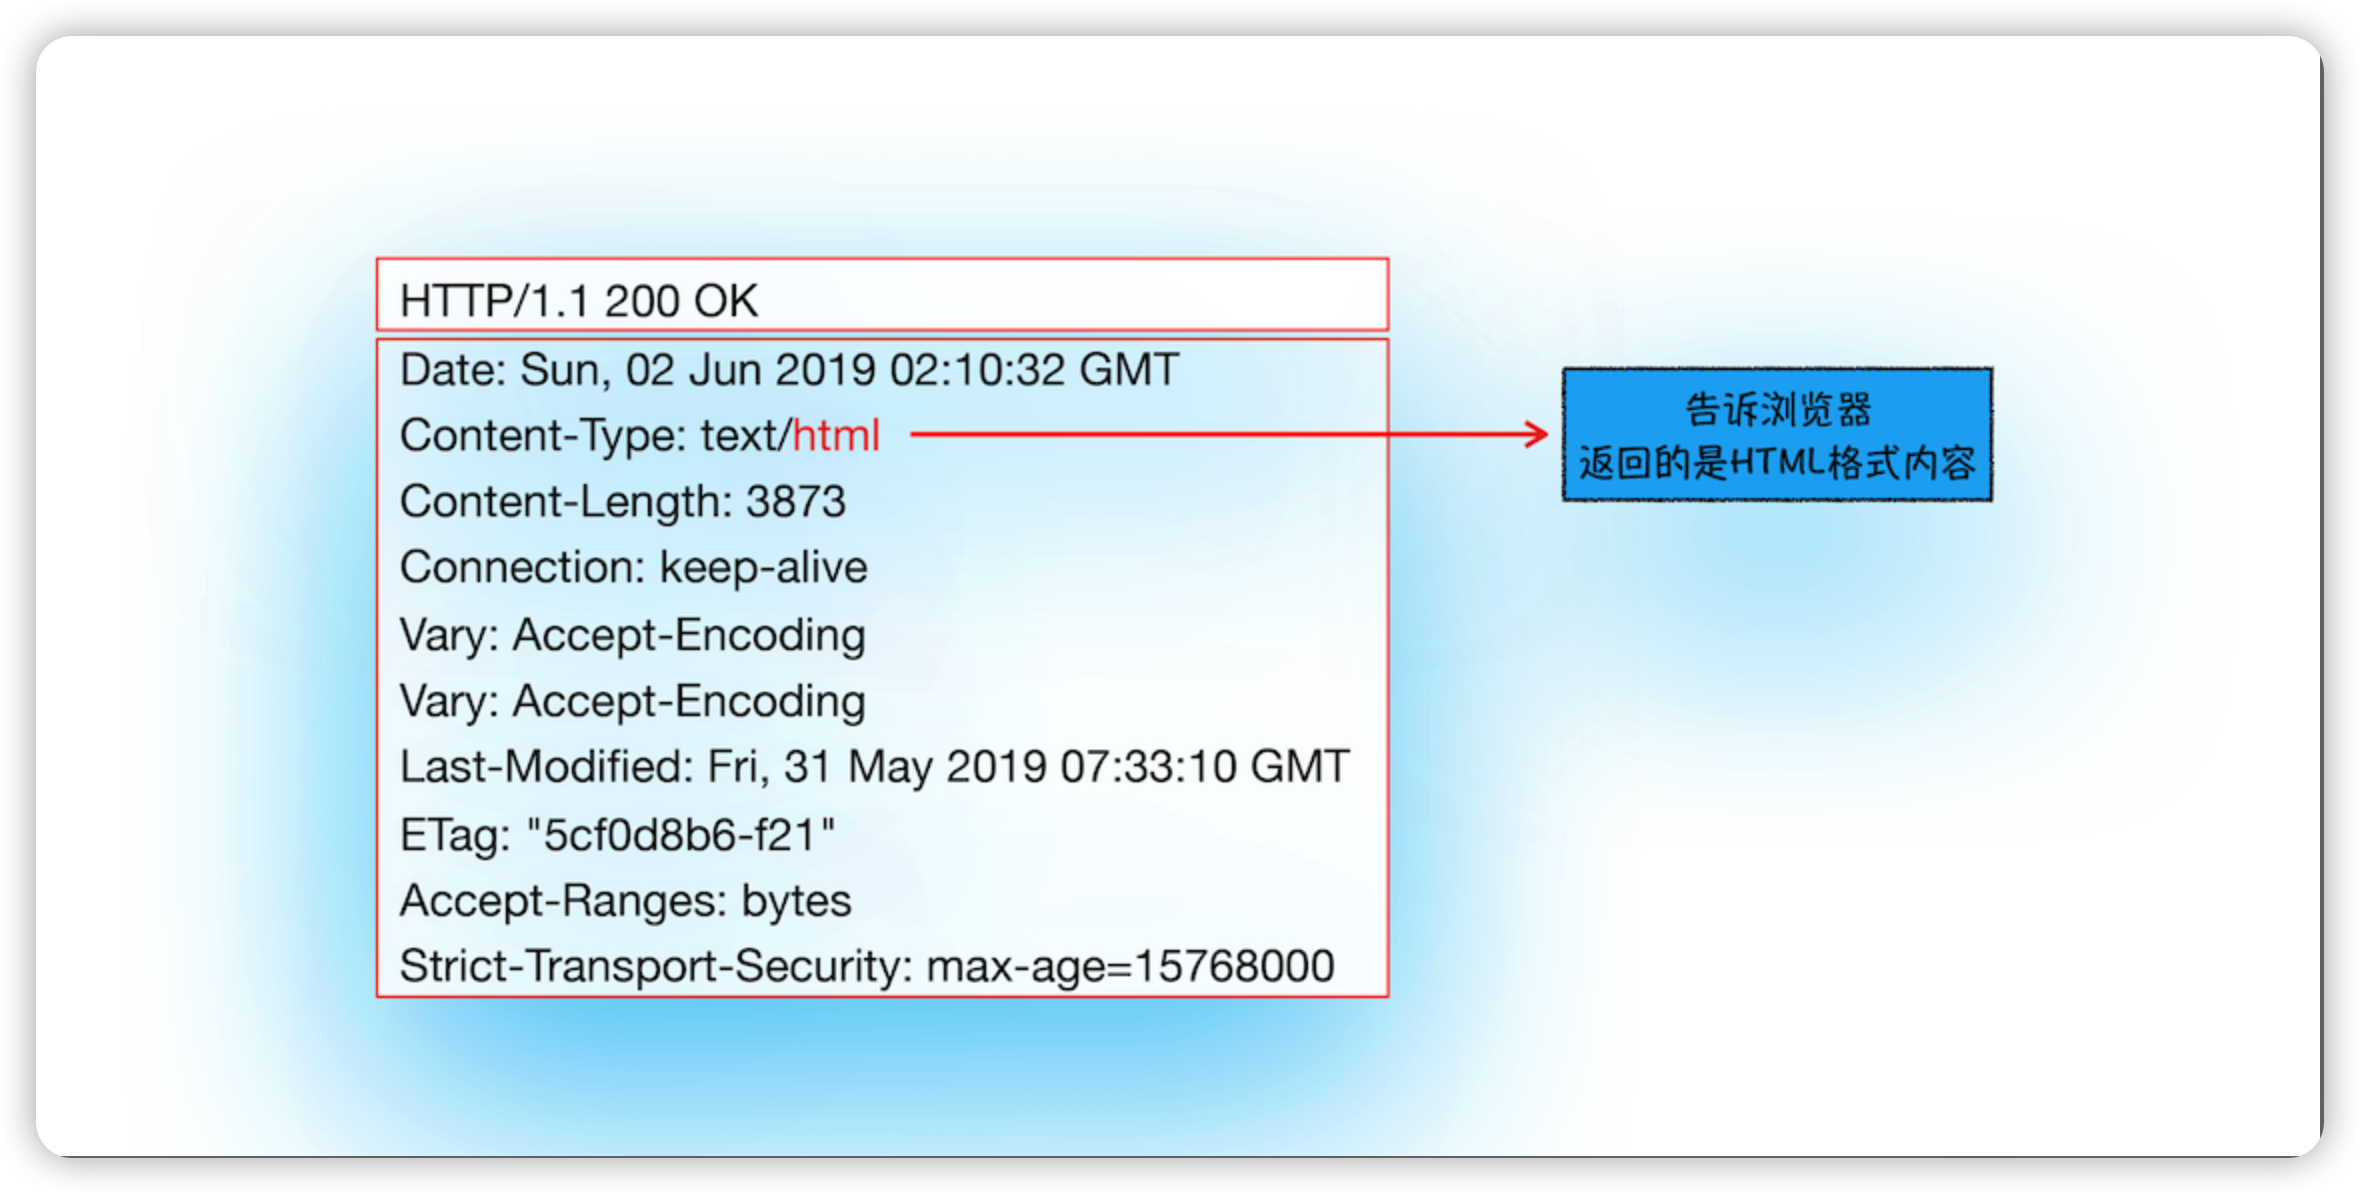 HTTP/1.1 200 OK
Date: Sun, 02 Jun 2019 02:10:32 GMT
Content-Type: text/html
Content-Length: 3873
Connection: keep-alive
Vary: Accept-Encoding
Vary: Accept-Encoding
Last-Modified: Fri, 31 May 2019 07:33:10 GMT
ETag: "5cf0d8b6-f21"
Accept-Ranges: bytes
Strict-Transport-Security: max-age=15768000
告诉浏览器
返回的是HTML格式内容